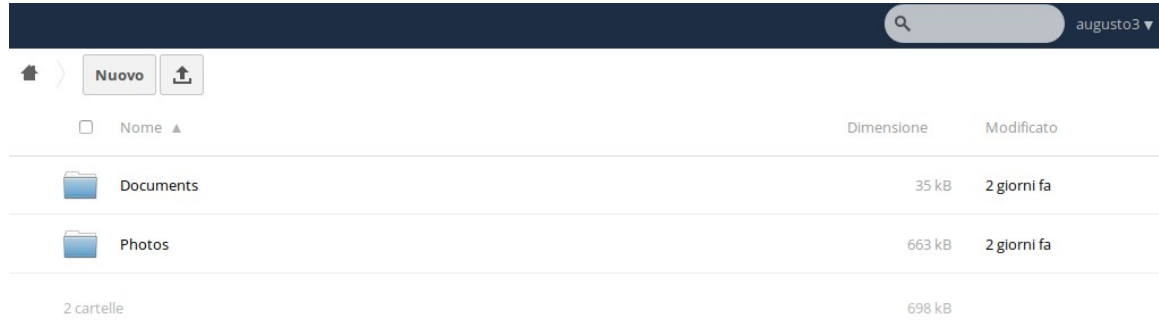 augusto3 ▼
Nuovo
Nome ▲ Dimensione Modificato
Documents 35 kB 2 giorni fa
Photos 663 kB 2 giorni fa
2 cartelle 698 kB